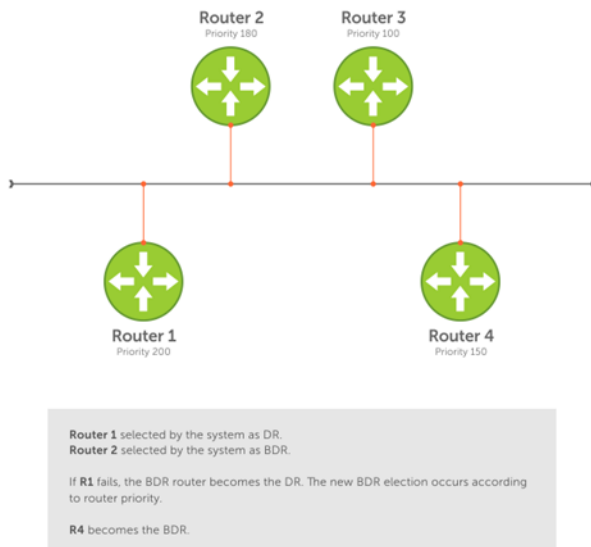 Router 2
Priority 180
Router 3
Priority 100
Router 1
Priority 200
Router 4
Priority 150
Router 1 selected by the system as DR.
Router 2 selected by the system as BDR.
If R1 fails, the BDR router becomes the DR. The new BDR election occurs according
to router priority.
R4 becomes the BDR.